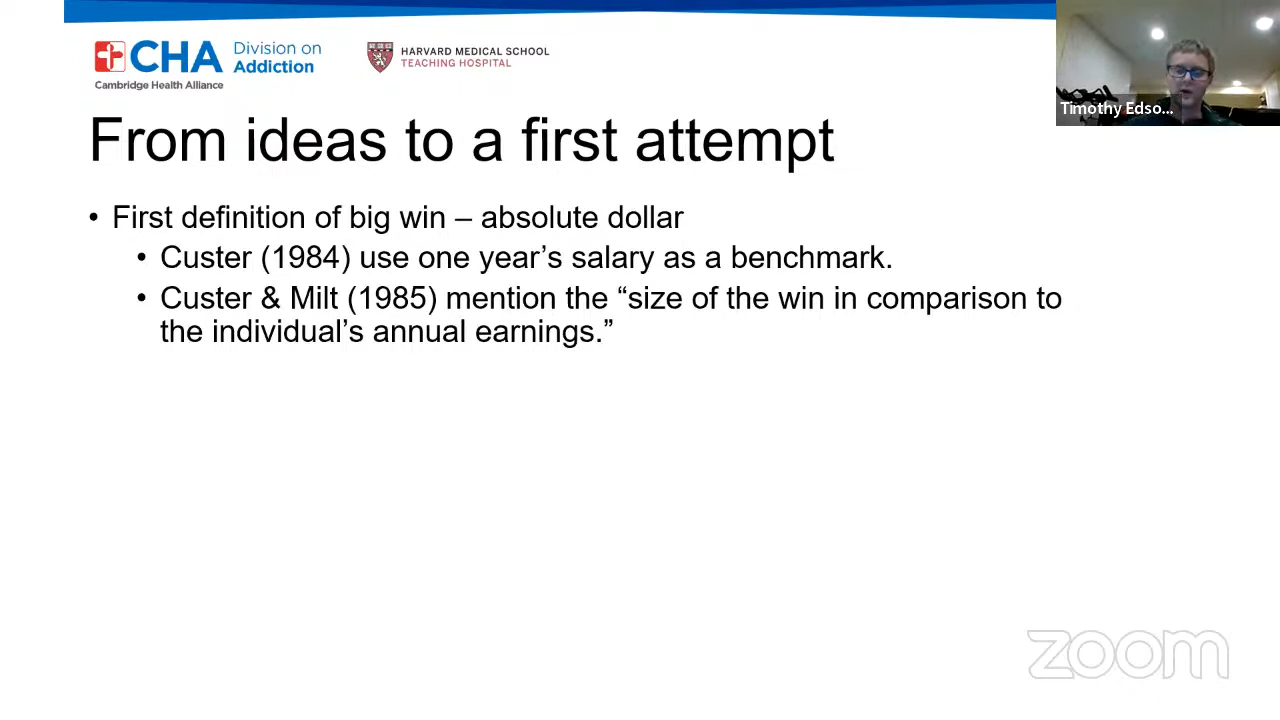 CHA
Division on
Addiction
Cambridge Health Alliance
HARVARD MEDICAL SCHOOL
TEACHING HOSPITAL
Timothy Edso...
From ideas to a first attempt
• First definition of big win – absolute dollar
• Custer (1984) use one year’s salary as a benchmark.
• Custer & Milt (1985) mention the “size of the win in comparison to
the individual’s annual earnings.”
zoom